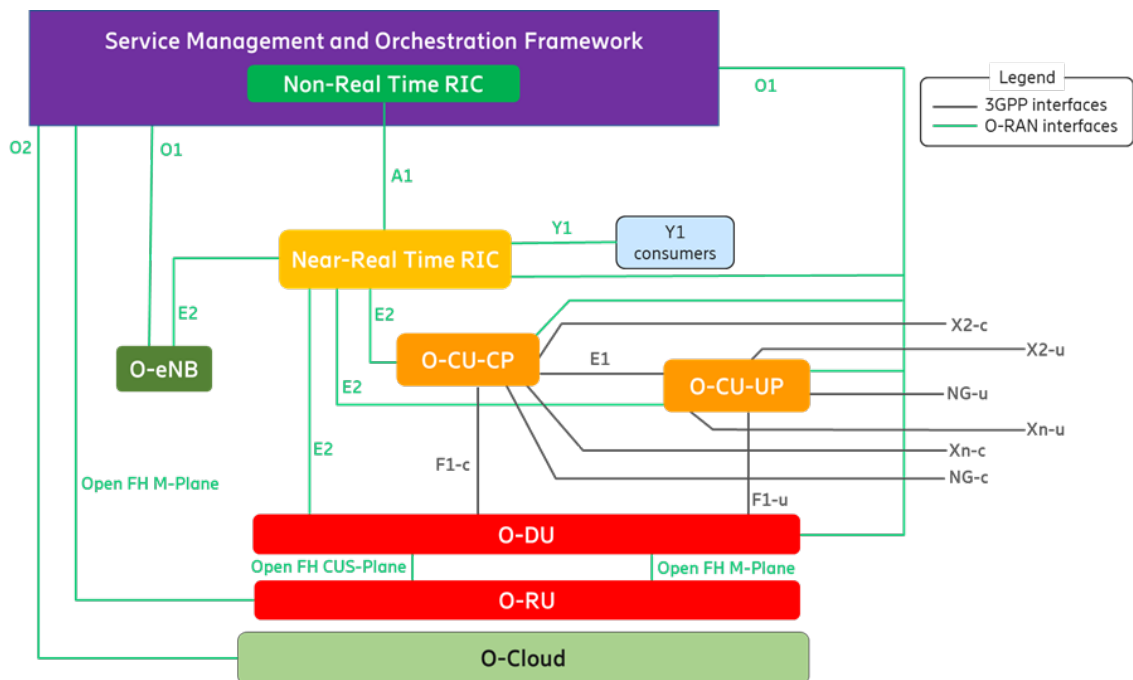 Service Management and Orchestration Framework
Non-Real Time RIC
O1
Legend
3GPP interfaces
O-RAN interfaces
O2
O1
A1
Y1
Y1
consumers
Near-Real Time RIC
E2
E2
X2-c
O-CU-CP
E1
X2-u
O-eNB
O-CU-UP
E2
NG-u
Xn-u
E2
Xn-c
F1-c
NG-c
Open FH M-Plane
F1-u
O-DU
Open FH CUS-Plane
Open FH M-Plane
O-RU
O-Cloud